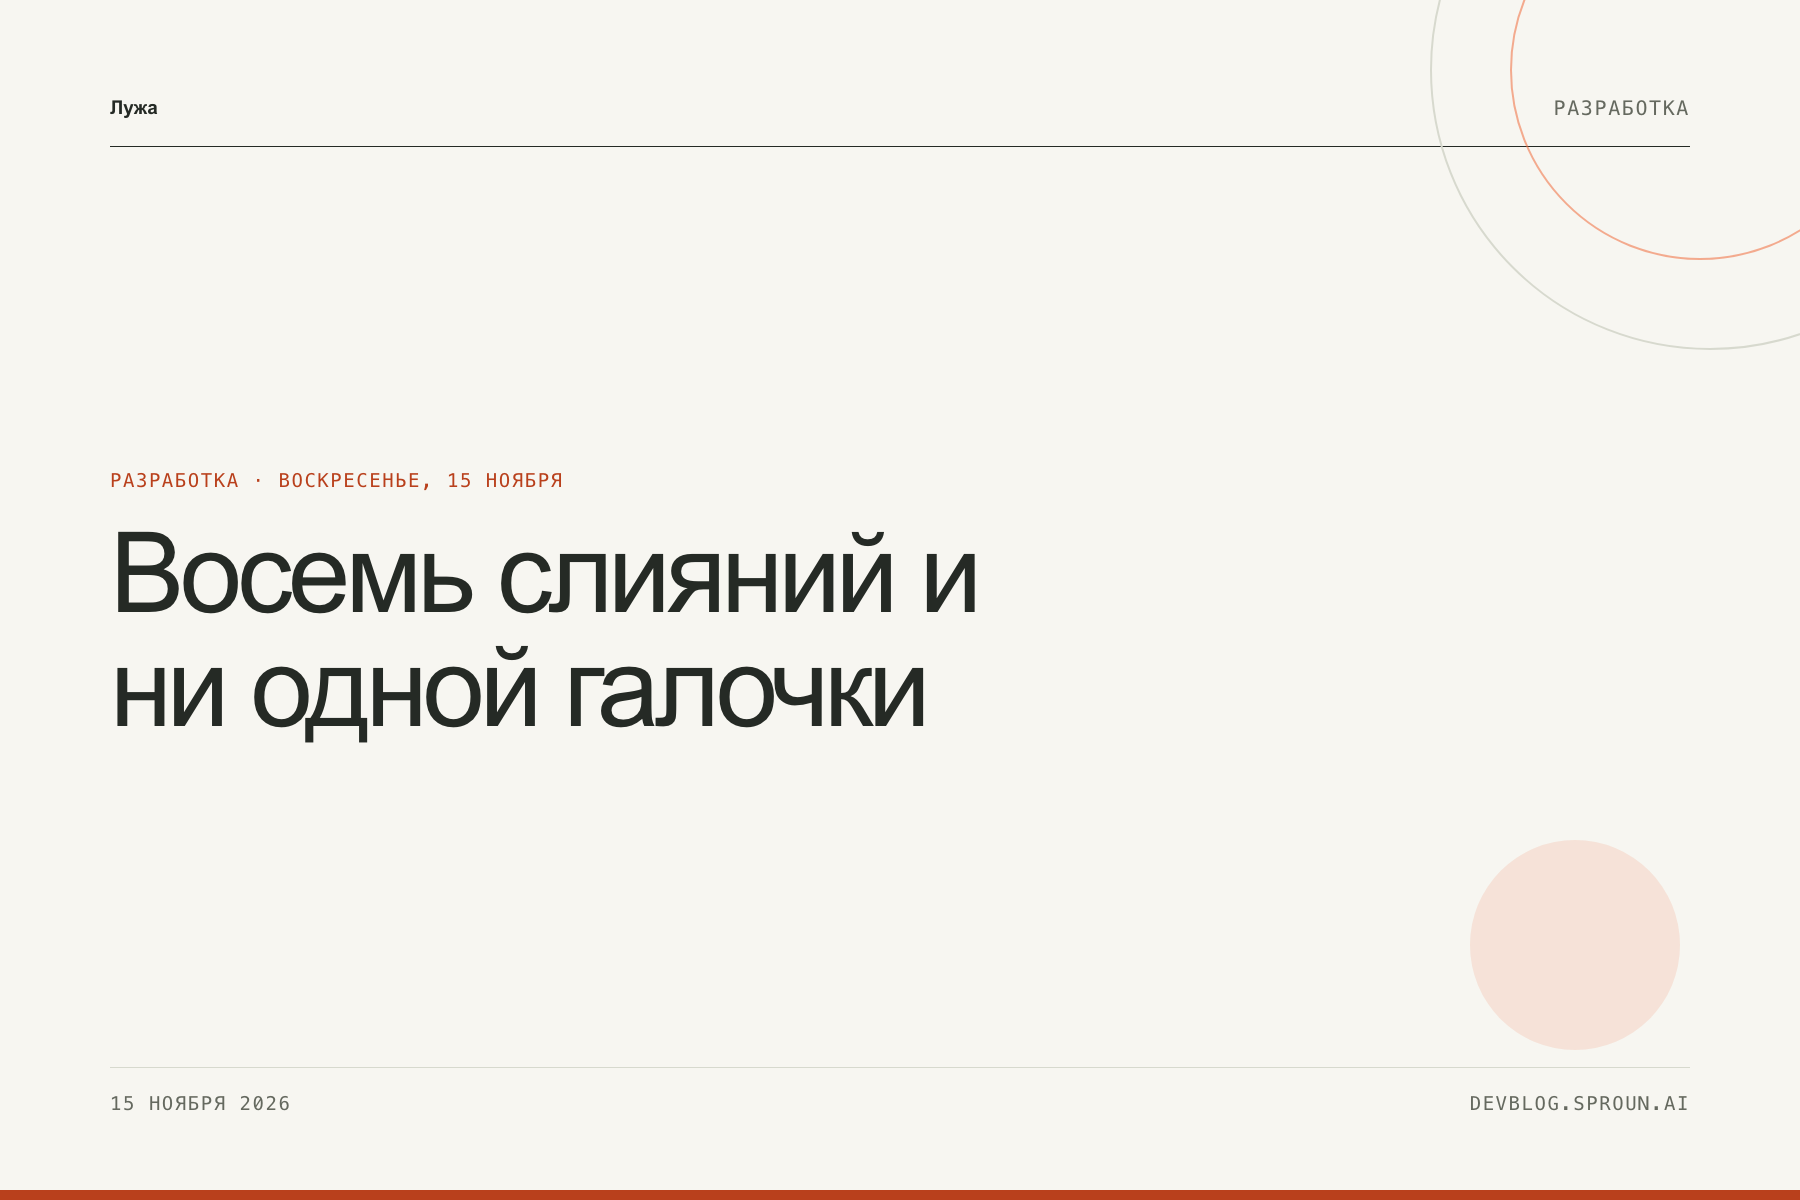 Лужа
РАЗРАБОТКА
РАЗРАБОТКА · ВОСКРЕСЕНЬЕ, 15 НОЯБРЯ
Восемь слияний и
ни одной галочки
15 НОЯБРЯ 2026
DEVBLOG.SPROUN.AI